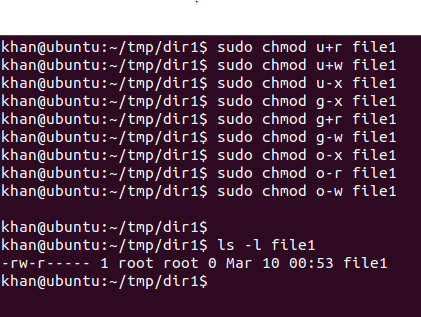 khan@ubuntu:~/tmp/dir1$ sudo chmod u+r file1
khan@ubuntu:~/tmp/dir1$ sudo chmod u+w file1
khan@ubuntu:~/tmp/dir1$ sudo chmod u-x file1
khan@ubuntu:~/tmp/dir1$ sudo chmod g-x file1
khan@ubuntu:~/tmp/dir1$ sudo chmod g+r file1
khan@ubuntu:~/tmp/dir1$ sudo chmod g-w file1
khan@ubuntu:~/tmp/dir1$ sudo chmod o-x file1
khan@ubuntu:~/tmp/dir1$ sudo chmod o-r file1
khan@ubuntu:~/tmp/dir1$ sudo chmod o-w file1
khan@ubuntu:~/tmp/dir1$
khan@ubuntu:~/tmp/dir1$ ls -l file1
-rw-r----- 1 root root 0 Mar 10 00:53 file1
khan@ubuntu:~/tmp/dir1$